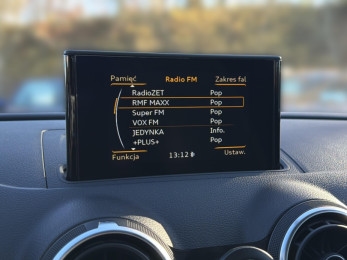 Pamięć Radio FM Zakres fal
RadioZET Pop
RMF MAXX Pop
Super FM Pop
VOX FM Pop
JEDYNKA Info.
+PLUS+ Pop
Funkcja 13:12 Ustaw.